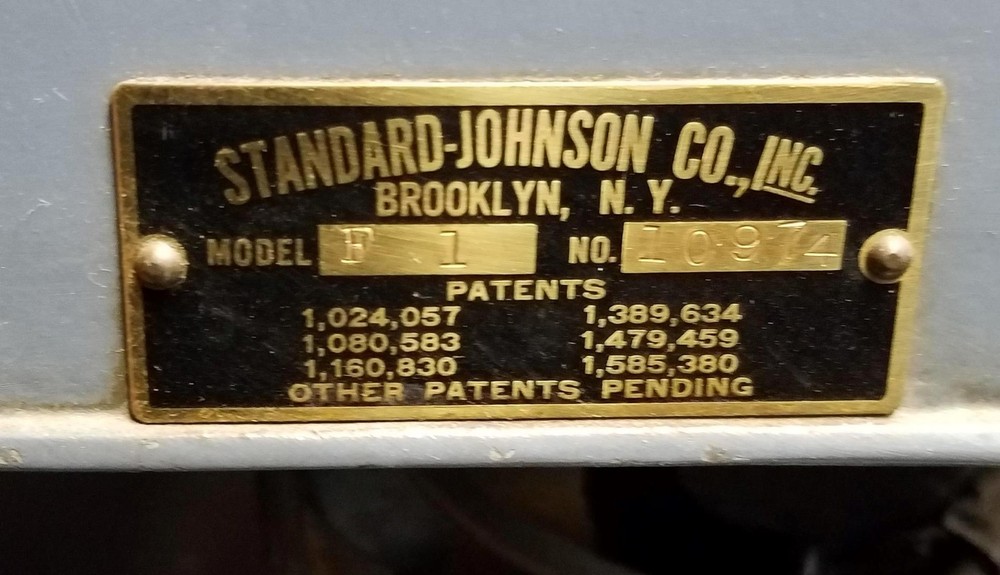 STANDARD-JOHNSON CO., INC.
BROOKLYN, N. Y.
MODEL F 1 NO. 10974
PATENTS
1,024,057 1,389,634
1,080,583 1,479,459
1,160,830 1,585,380
OTHER PATENTS PENDING